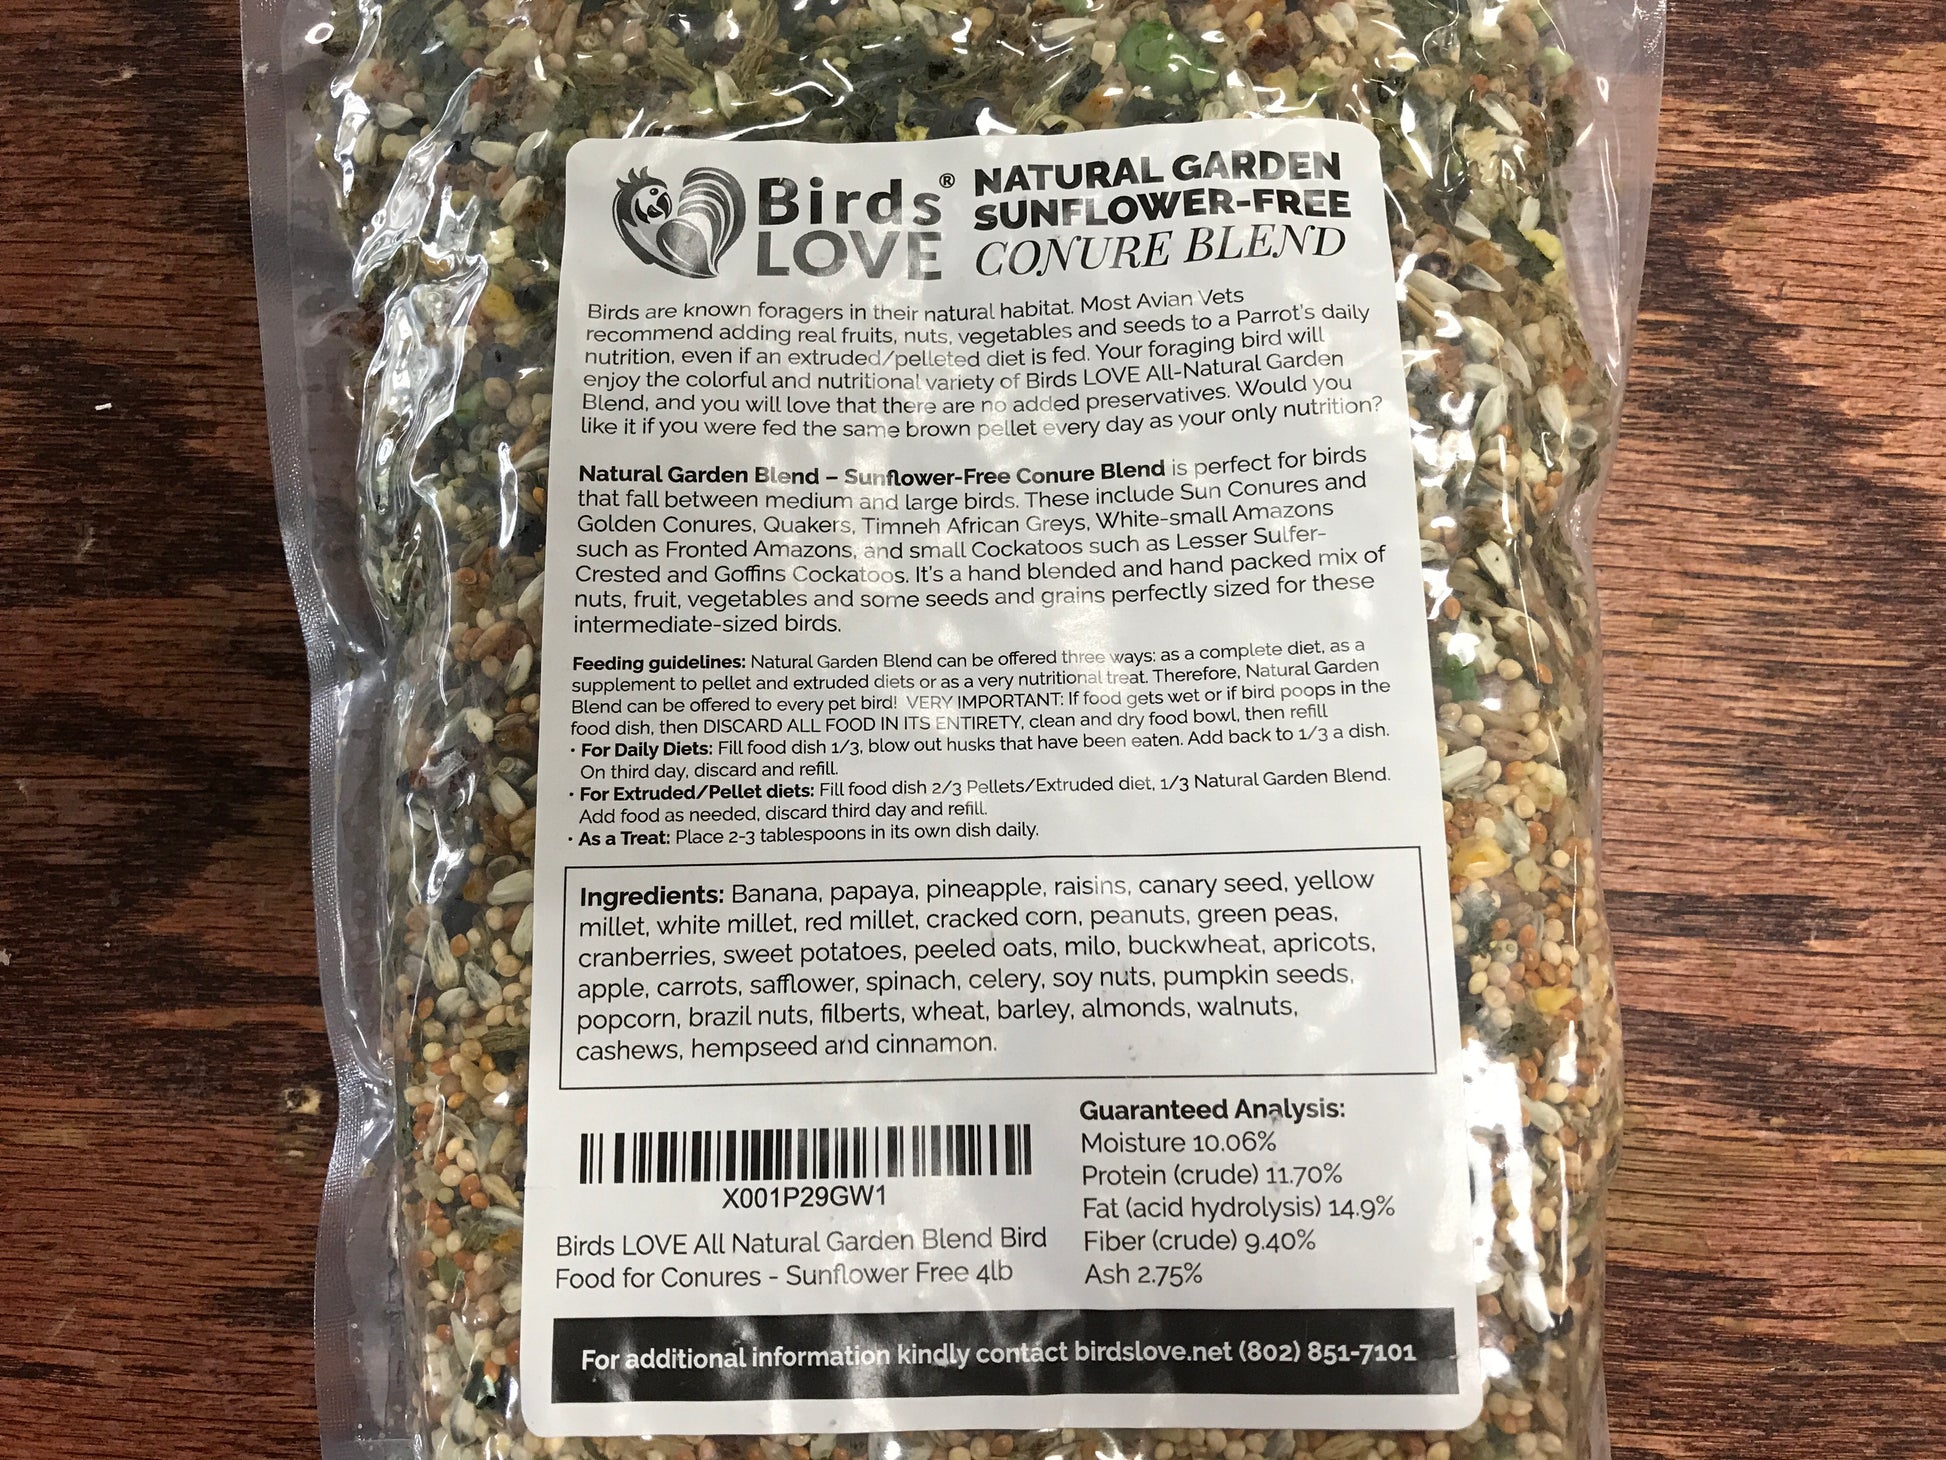 Birds®
LOVE
NATURAL GARDEN
SUNFLOWER-FREE
CONURE BLEND
Birds are known foragers in their natural habitat. Most Avian Vets
recommend adding real fruits, nuts, vegetables and seeds to a Parrot's daily
nutrition, even if an extruded/pelleted diet is fed. Your foraging bird will
enjoy the colorful and nutritional variety of Birds LOVE All-Natural Garden
Blend, and you will love that there are no added preservatives. Would you
like it if you were fed the same brown pellet every day as your only nutrition?
Natural Garden Blend – Sunflower-Free Conure Blend is perfect for birds
that fall between medium and large birds. These include Sun Conures and
Golden Conures, Quakers, Timneh African Greys, White-small Amazons
such as Fronted Amazons, and small Cockatoos such as Lesser Sulfer-
Crested and Goffins Cockatoos. It's a hand blended and hand packed mix of
nuts, fruit, vegetables and some seeds and grains perfectly sized for these
intermediate-sized birds.
Feeding guidelines: Natural Garden Blend can be offered three ways: as a complete diet, as a
supplement to pellet and extruded diets or as a very nutritional treat. Therefore, Natural Garden
Blend can be offered to every pet bird! VERY IMPORTANT: If food gets wet or if bird poops in the
food dish, then DISCARD ALL FOOD IN ITS ENTIRETY, clean and dry food bowl, then refill
• For Daily Diets: Fill food dish 1/3, blow out husks that have been eaten. Add back to 1/3 a dish.
On third day, discard and refill.
• For Extruded/Pellet diets: Fill food dish 2/3 Pellets/Extruded diet, 1/3 Natural Garden Blend.
Add food as needed, discard third day and refill.
• As a Treat: Place 2-3 tablespoons in its own dish daily.
Ingredients: Banana, papaya, pineapple, raisins, canary seed, yellow
millet, white millet, red millet, cracked corn, peanuts, green peas,
cranberries, sweet potatoes, peeled oats, milo, buckwheat, apricots,
apple, carrots, safflower, spinach, celery, soy nuts, pumpkin seeds,
popcorn, brazil nuts, filberts, wheat, barley, almonds, walnuts,
cashews, hempseed and cinnamon.
X001P29GW1
Birds LOVE All Natural Garden Blend Bird
Food for Conures - Sunflower Free 4lb
Guaranteed Analysis:
Moisture 10.06%
Protein (crude) 11.70%
Fat (acid hydrolysis) 14.9%
Fiber (crude) 9.40%
Ash 2.75%
For additional information kindly contact birdslove.net (802) 851-7101